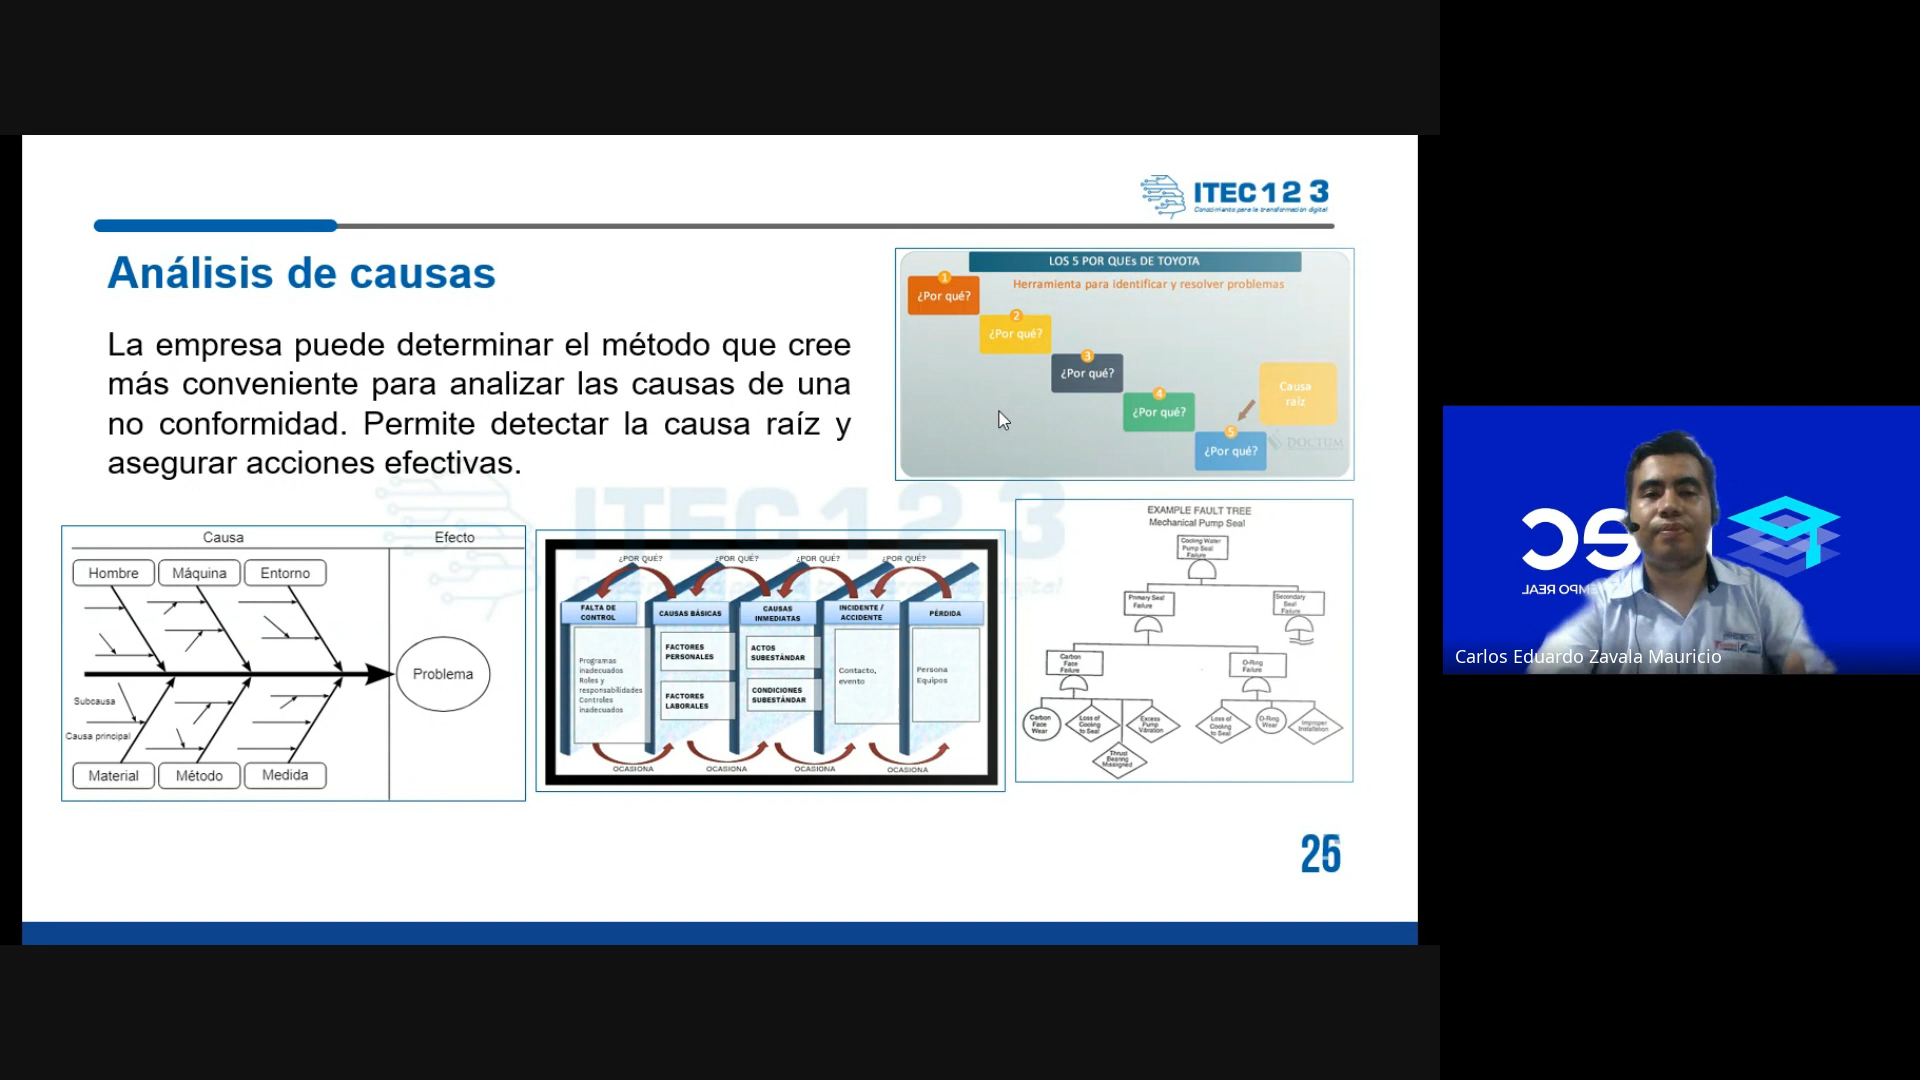 ITEC 1 2 3
Conocimiento para la transformación digital
Análisis de causas
La empresa puede determinar el método que cree
más conveniente para analizar las causas de una
no conformidad. Permite detectar la causa raíz y
asegurar acciones efectivas.
LOS 5 POR QUEs DE TOYOTA
Herramienta para identificar y resolver problemas
1
¿Por qué?
2
¿Por qué?
3
¿Por qué?
4
¿Por qué?
5
¿Por qué?
Causa
raíz
DOCTUM
ITEC 1 2 3
Causa
Efecto
Hombre
Máquina
Entorno
Problema
Subcausa
Causa principal
Material
Método
Medida
¿POR QUÉ?
¿POR QUÉ?
¿POR QUÉ?
¿POR QUÉ?
FALTA DE
CONTROL
CAUSAS BÁSICAS
CAUSAS
INMEDIATAS
INCIDENTE /
ACCIDENTE
PÉRDIDA
Programas
inadecuados
Roles y
responsabilidades
Controles
inadecuados
FACTORES
PERSONALES
FACTORES
LABORALES
ACTOS
SUBESTÁNDAR
CONDICIONES
SUBESTÁNDAR
Contacto,
evento
Persona
Equipos
OCASIONA
OCASIONA
OCASIONA
OCASIONA
EXAMPLE FAULT TREE
Mechanical Pump Seal
Cooling Water
Pump Seal
Failure
Primary Seal
Failure
Secondary
Seal
Failure
Carbon
Face
Failure
O-Ring
Failure
Carbon
Face
Wear
Loss of
Cooling
to Seal
Excess
Pump
Vibration
Thrust
Bearing
Misaligned
Loss of
Cooling
to Seal
O-Ring
Wear
Improper
Installation
Carlos Eduardo Zavala Mauricio